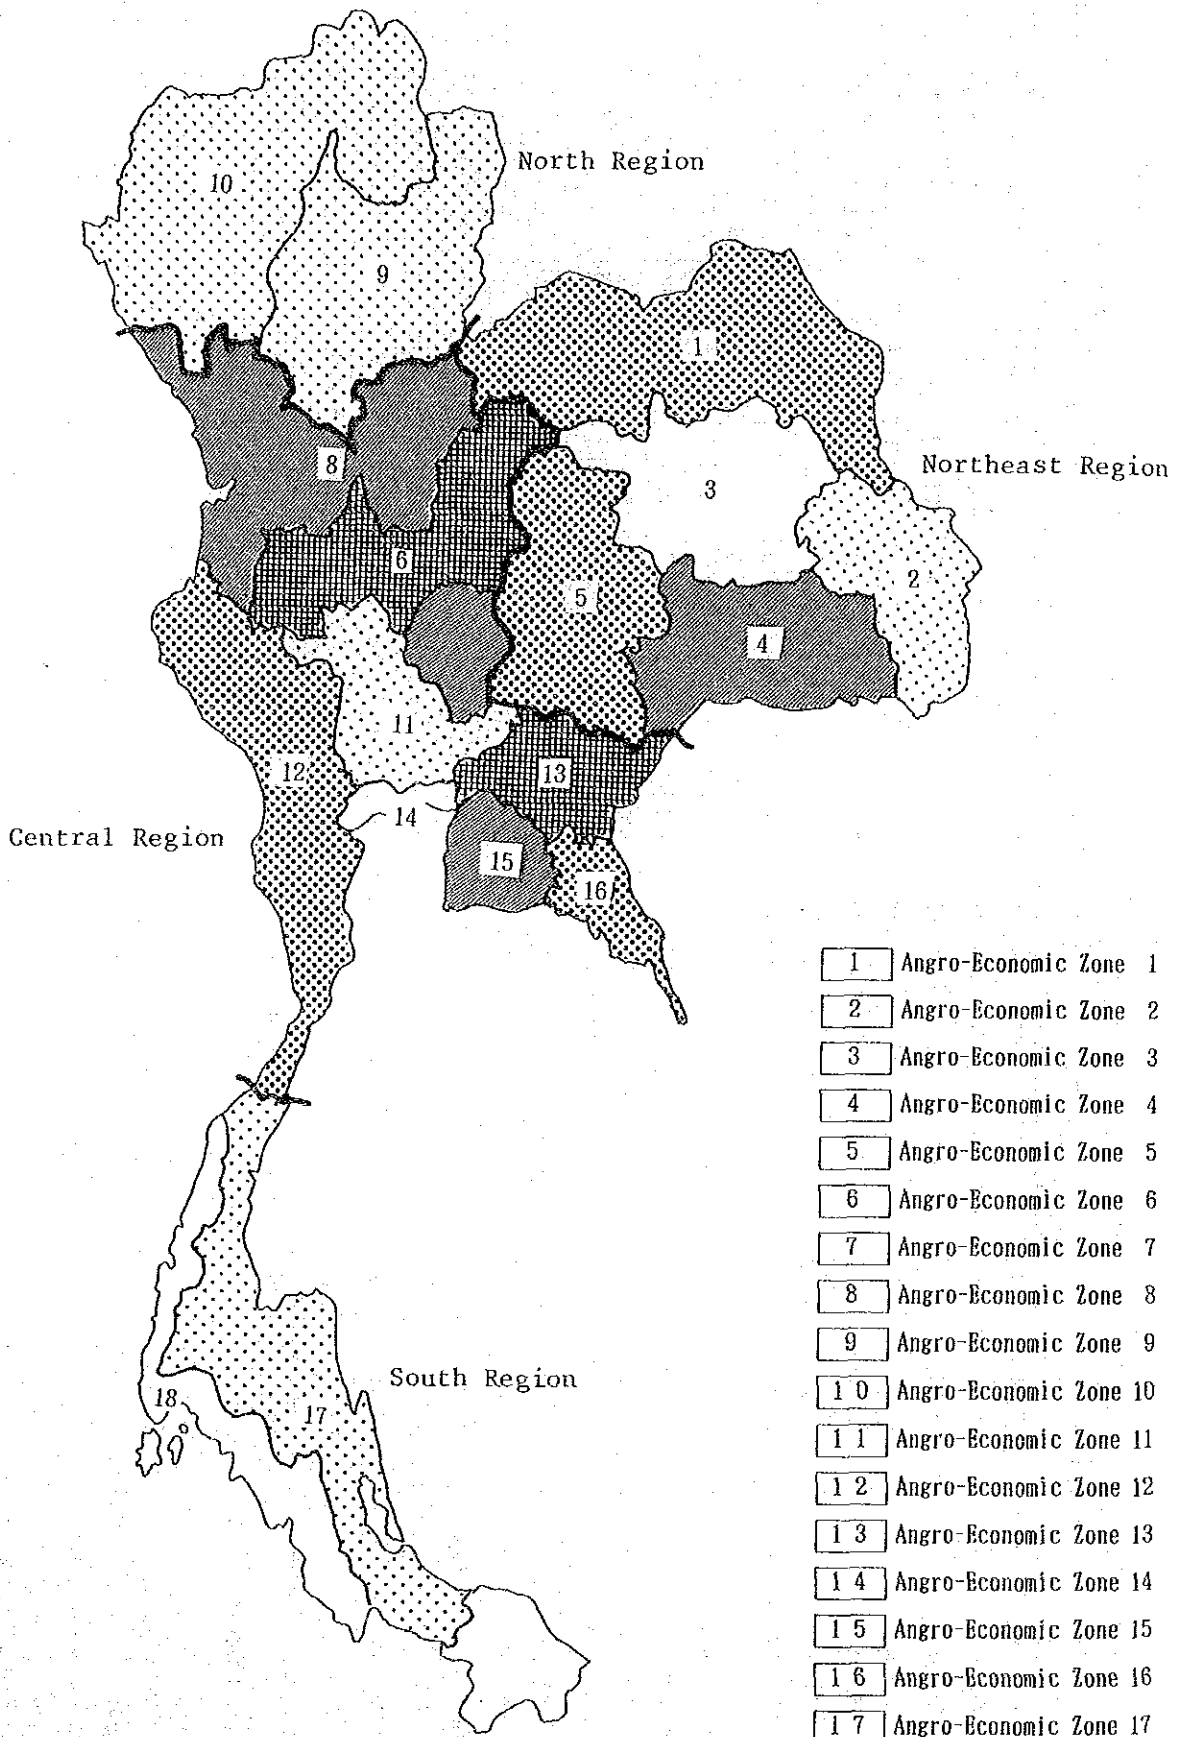 10
North Region
9
1
8
3
Northeast Region
6
2
5
4
11
12
13
14
Central Region
15
16
1 Angro-Economic Zone 1
2 Angro-Economic Zone 2
3 Angro-Economic Zone 3
4 Angro-Economic Zone 4
5 Angro-Economic Zone 5
6 Angro-Economic Zone 6
7 Angro-Economic Zone 7
8 Angro-Economic Zone 8
9 Angro-Economic Zone 9
10 Angro-Economic Zone 10
11 Angro-Economic Zone 11
12 Angro-Economic Zone 12
13 Angro-Economic Zone 13
14 Angro-Economic Zone 14
15 Angro-Economic Zone 15
16 Angro-Economic Zone 16
17 Angro-Economic Zone 17
South Region
18
17